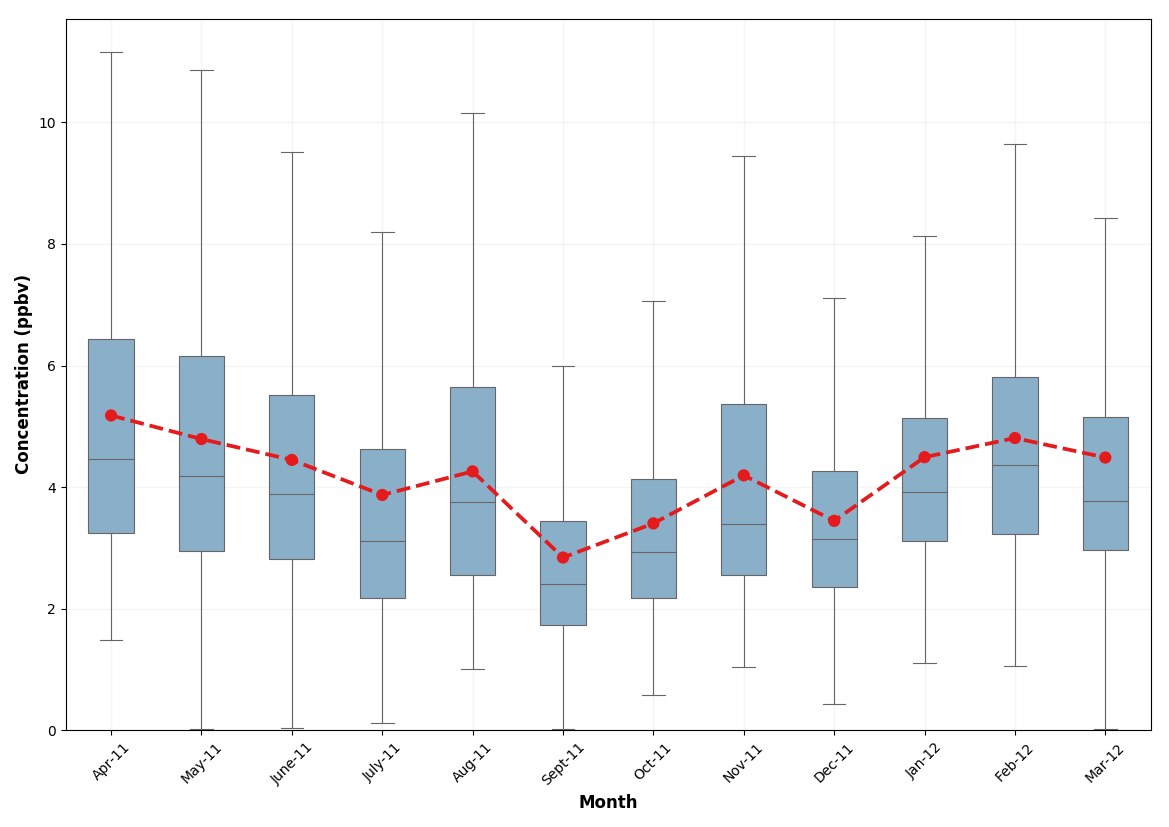 Concentration (ppbv)
10
8
6
4
2
0
Apr-11
May-11
June-11
July-11
Aug-11
Sept-11
Oct-11
Nov-11
Dec-11
Jan-12
Feb-12
Mar-12
Month